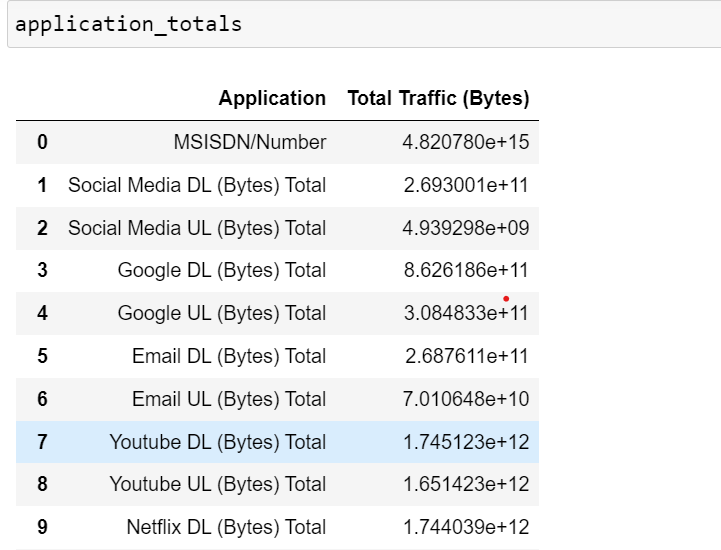 application_totals
Application Total Traffic (Bytes)
0 MSISDN/Number 4.820780e+15
1 Social Media DL (Bytes) Total 2.693001e+11
2 Social Media UL (Bytes) Total 4.939298e+09
3 Google DL (Bytes) Total 8.626186e+11
4 Google UL (Bytes) Total 3.084833e+11
5 Email DL (Bytes) Total 2.687611e+11
6 Email UL (Bytes) Total 7.010648e+10
7 Youtube DL (Bytes) Total 1.745123e+12
8 Youtube UL (Bytes) Total 1.651423e+12
9 Netflix DL (Bytes) Total 1.744039e+12